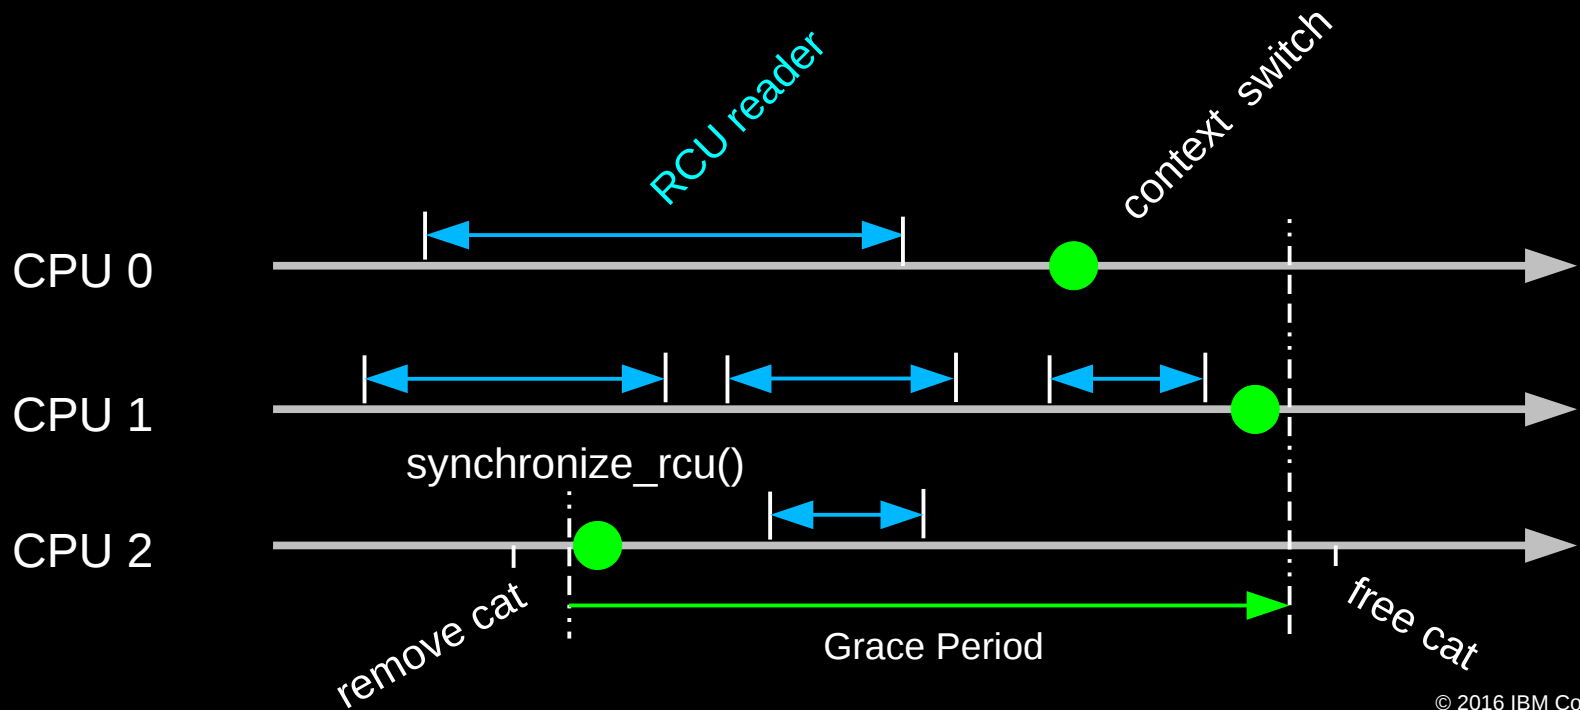 RCU reader
context switch
CPU 0
CPU 1
synchronize_rcu()
CPU 2
remove cat
free cat
Grace Period
© 2016 IBM Co